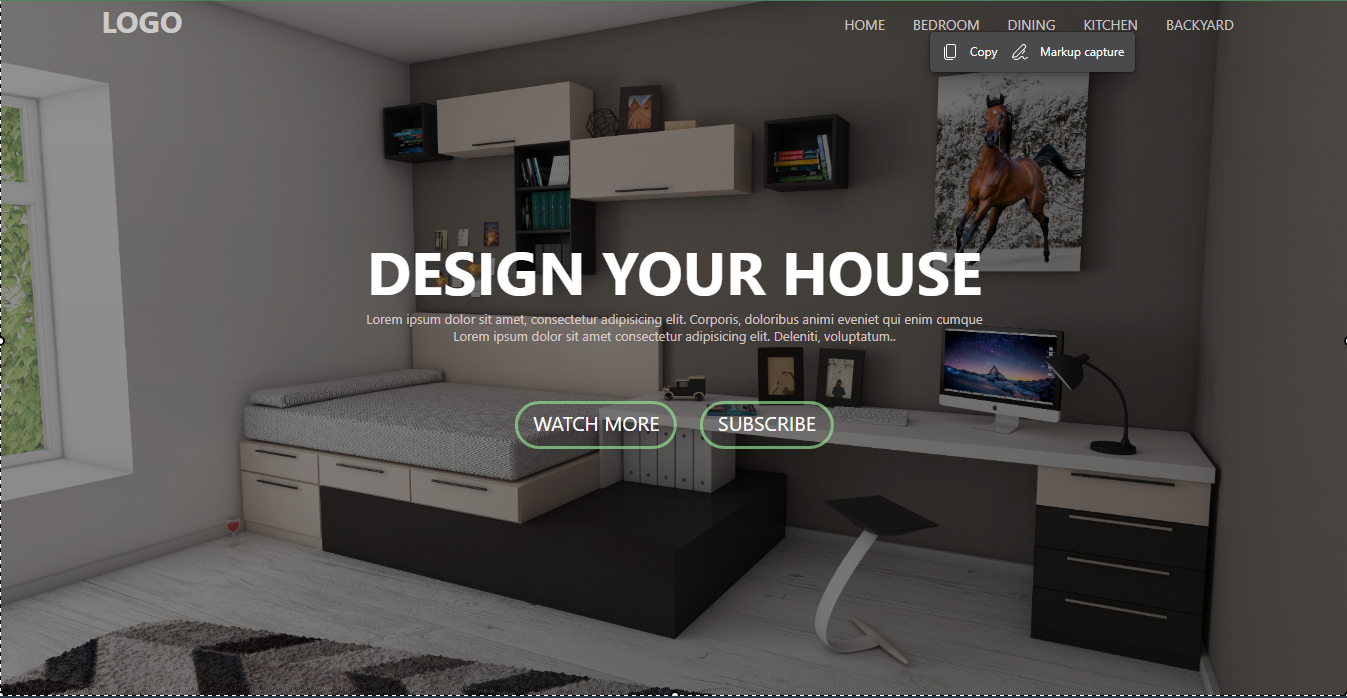 LOGO
HOME BEDROOM DINING KITCHEN BACKYARD
Copy Markup capture
DESIGN YOUR HOUSE
Lorem ipsum dolor sit amet, consectetur adipisicing elit. Corporis, doloribus animi eveniet qui enim cumque
Lorem ipsum dolor sit amet consectetur adipisicing elit. Deleniti, voluptatum..
WATCH MORE SUBSCRIBE